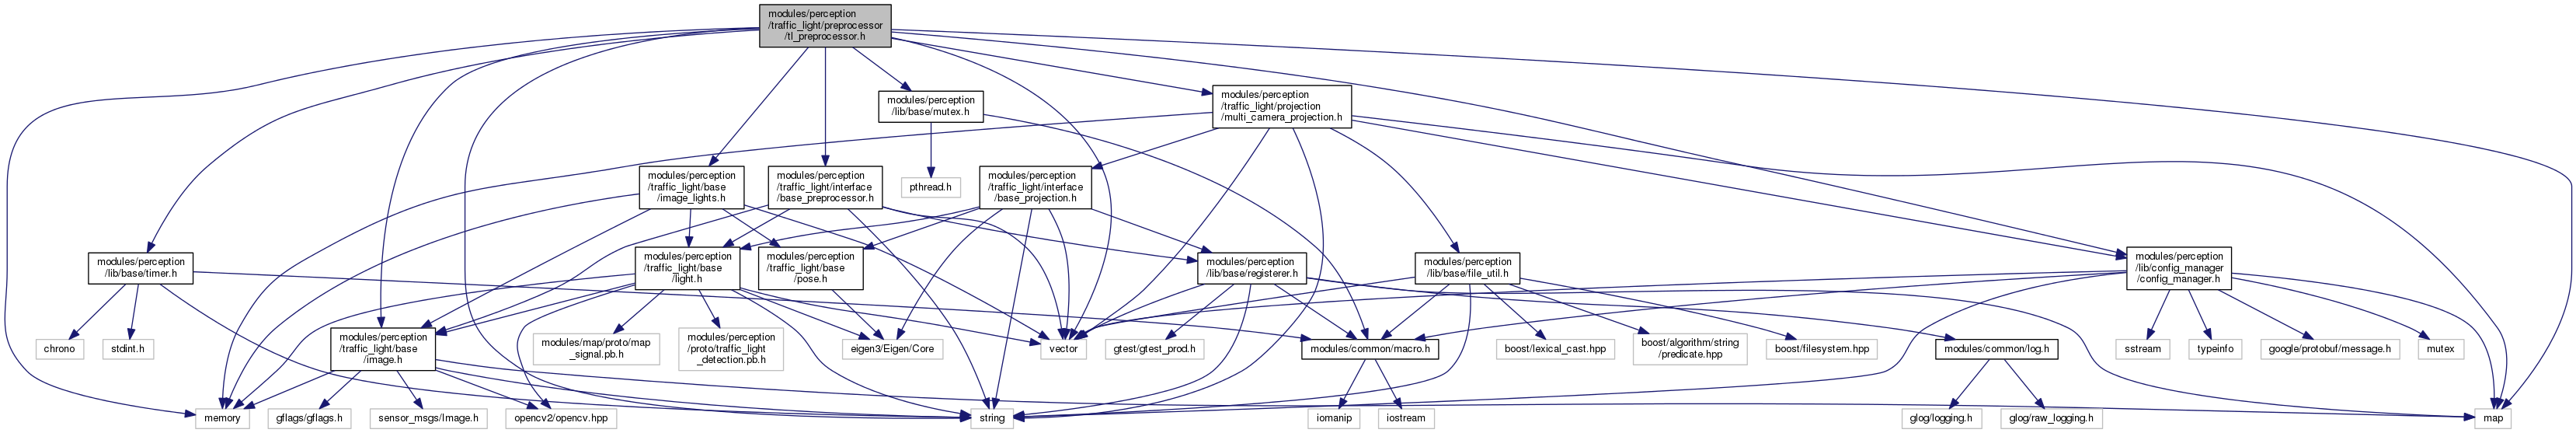 modules/perception
/traffic_light/preprocessor
/tl_preprocessor.h
modules/perception
/lib/base/mutex.h
modules/perception
/traffic_light/projection
/multi_camera_projection.h
modules/perception
/traffic_light/base
/image_lights.h
modules/perception
/traffic_light/interface
/base_preprocessor.h
pthread.h
modules/perception
/traffic_light/interface
/base_projection.h
modules/perception
/lib/base/timer.h
modules/perception
/traffic_light/base
/light.h
modules/perception
/traffic_light/base
/pose.h
modules/perception
/lib/base/registerer.h
modules/perception
/lib/base/file_util.h
modules/perception
/lib/config_manager
/config_manager.h
chrono
stdint.h
modules/perception
/traffic_light/base
/image.h
modules/map/proto/map
_signal.pb.h
modules/perception
/proto/traffic_light
_detection.pb.h
eigen3/Eigen/Core
vector
gtest/gtest_prod.h
modules/common/macro.h
boost/lexical_cast.hpp
boost/algorithm/string
/predicate.hpp
boost/filesystem.hpp
modules/common/log.h
sstream
typeinfo
google/protobuf/message.h
mutex
memory
gflags/gflags.h
sensor_msgs/Image.h
opencv2/opencv.hpp
string
iomanip
iostream
glog/logging.h
glog/raw_logging.h
map